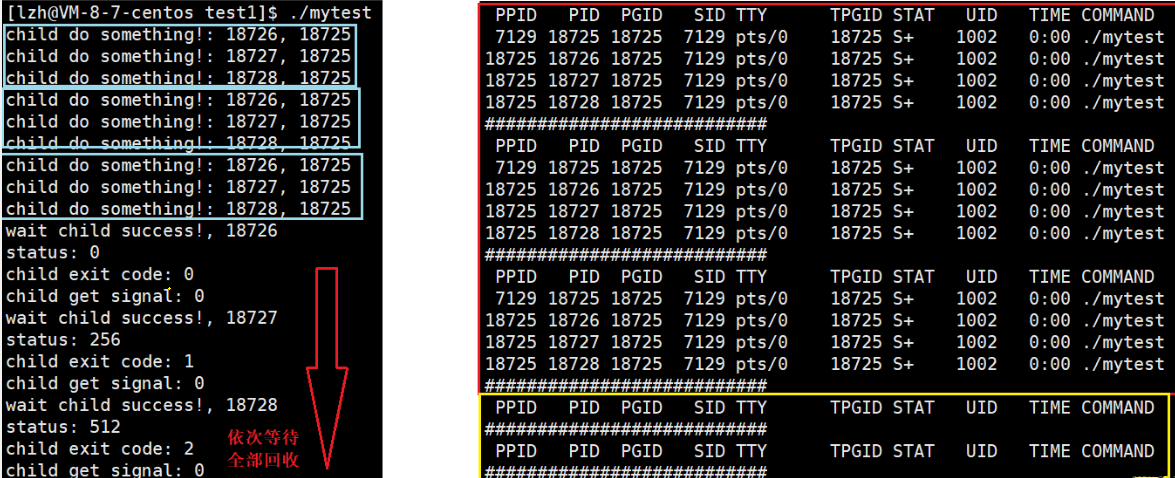 [lzh@VM-8-7-centos test1]$ ./mytest
child do something!: 18726, 18725
child do something!: 18727, 18725
child do something!: 18728, 18725
child do something!: 18726, 18725
child do something!: 18727, 18725
child do something!: 18728, 18725
child do something!: 18726, 18725
child do something!: 18727, 18725
child do something!: 18728, 18725
wait child success!, 18726
status: 0
child exit code: 0
child get signal: 0
wait child success!, 18727
status: 256
child exit code: 1
child get signal: 0
wait child success!, 18728
status: 512
child exit code: 2
child get signal: 0
依次等待
全部回收
PPID PID PGID SID TTY TPGID STAT UID TIME COMMAND
7129 18725 18725 7129 pts/0 18725 S+ 1002 0:00 ./mytest
18725 18726 18725 7129 pts/0 18725 S+ 1002 0:00 ./mytest
18725 18727 18725 7129 pts/0 18725 S+ 1002 0:00 ./mytest
18725 18728 18725 7129 pts/0 18725 S+ 1002 0:00 ./mytest
###########################
PPID PID PGID SID TTY TPGID STAT UID TIME COMMAND
7129 18725 18725 7129 pts/0 18725 S+ 1002 0:00 ./mytest
18725 18726 18725 7129 pts/0 18725 S+ 1002 0:00 ./mytest
18725 18727 18725 7129 pts/0 18725 S+ 1002 0:00 ./mytest
18725 18728 18725 7129 pts/0 18725 S+ 1002 0:00 ./mytest
###########################
PPID PID PGID SID TTY TPGID STAT UID TIME COMMAND
7129 18725 18725 7129 pts/0 18725 S+ 1002 0:00 ./mytest
18725 18726 18725 7129 pts/0 18725 S+ 1002 0:00 ./mytest
18725 18727 18725 7129 pts/0 18725 S+ 1002 0:00 ./mytest
18725 18728 18725 7129 pts/0 18725 S+ 1002 0:00 ./mytest
###########################
PPID PID PGID SID TTY TPGID STAT UID TIME COMMAND
###########################
PPID PID PGID SID TTY TPGID STAT UID TIME COMMAND
###########################